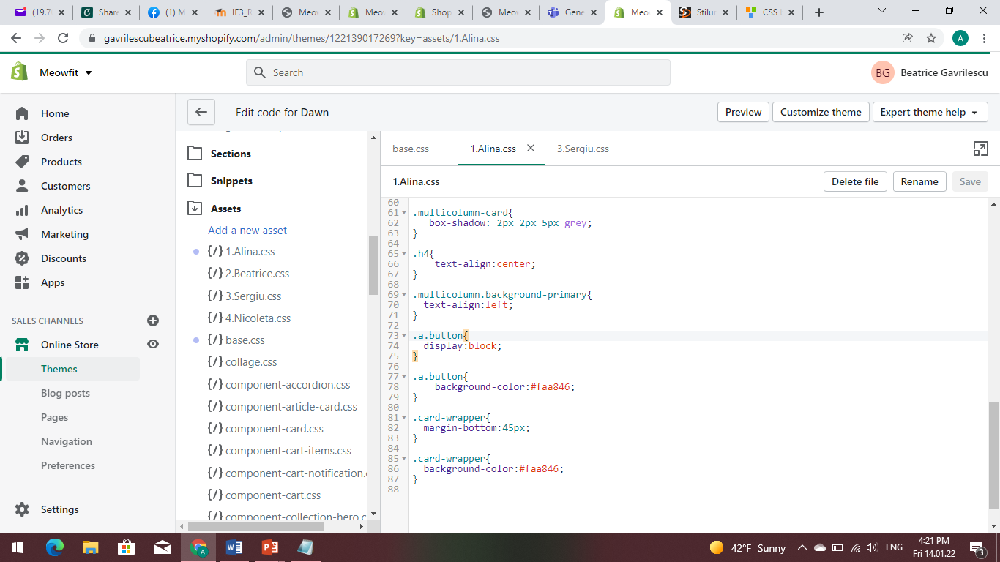 (19.7
Share
(1) M
IE3_R
Meov
Meov
Shop
Meov
Gene
Meov
Stilur
CSS
gavrilescubeatrice.myshopify.com/admin/themes/122139017269?key=assets/1.Alina.css
A
Meowfit
Search
BG Beatrice Gavrilescu
Home
Orders
Products
Customers
Analytics
Marketing
Discounts
Apps
SALES CHANNELS
Online Store
Themes
Blog posts
Pages
Navigation
Preferences
Settings
Edit code for Dawn
Preview
Customize theme
Expert theme help
Sections
Snippets
Assets
Add a new asset
{/} 1.Alina.css
{/} 2.Beatrice.css
{/} 3.Sergiu.css
{/} 4.Nicoleta.css
{/} base.css
{/} collage.css
{/} component-accordion.css
{/} component-article-card.css
{/} component-card.css
{/} component-cart-items.css
{/} component-cart-notification.
{/} component-cart.css
{/} component-collection-hero.c
base.css
1.Alina.css
3.Sergiu.css
1.Alina.css
Delete file
Rename
Save
60
61 .multicolumn-card{
62 box-shadow: 2px 2px 5px grey;
63 }
64
65 .h4{
66 text-align:center;
67 }
68
69 .multicolumn.background-primary{
70 text-align:left;
71 }
72
73 .a.button{
74 display:block;
75 }
76
77 .a.button{
78 background-color:#faa846;
79 }
80
81 .card-wrapper{
82 margin-bottom:45px;
83 }
84
85 .card-wrapper{
86 background-color:#faa846;
87 }
88
42°F Sunny
ENG
4:21 PM
Fri 14.01.22
3